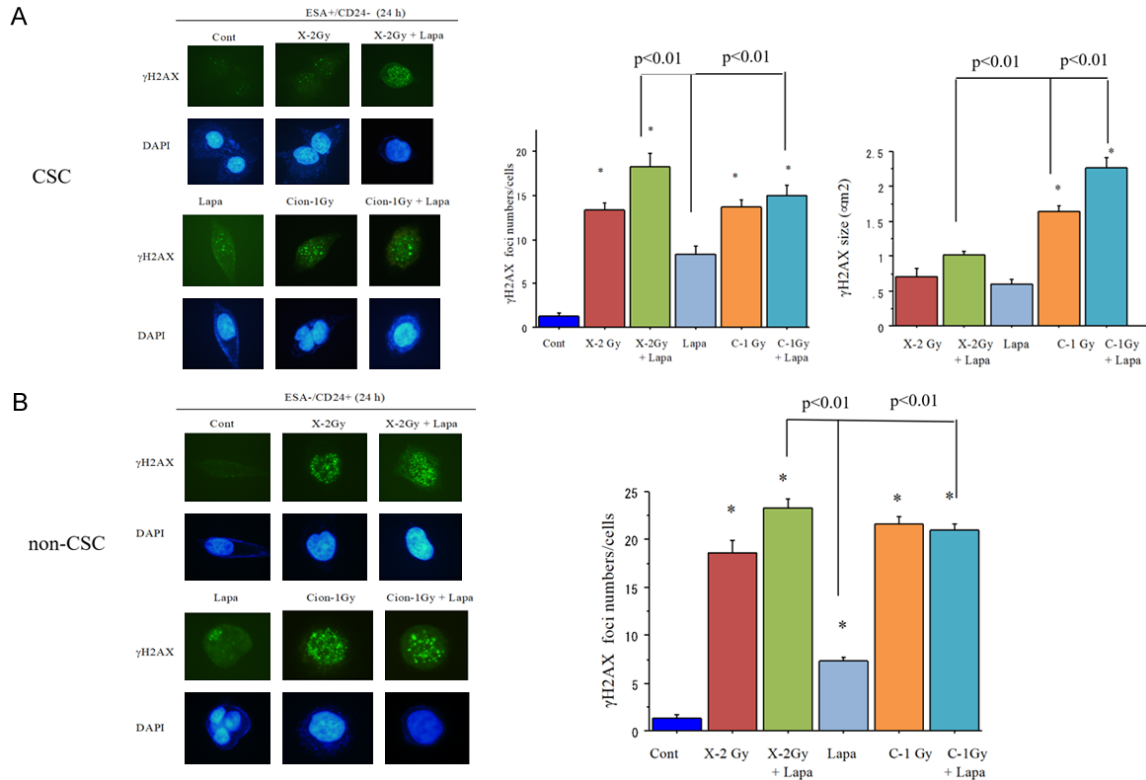 A
ESA+/CD24- (24 h)
Cont X-2Gy X-2Gy + Lapa
γH2AX
DAPI
CSC
Lapa Cion-1Gy Cion-1Gy + Lapa
γH2AX
DAPI
p<0.01 p<0.01
γH2AX foci numbers/cells
20
15
10
5
0
Cont X-2 Gy X-2Gy + Lapa Lapa C-1 Gy C-1Gy + Lapa
* * * *
p<0.01 p<0.01
γH2AX size (αm2)
2.5
2
1.5
1
.5
0
X-2 Gy X-2Gy + Lapa Lapa C-1 Gy C-1Gy + Lapa
* *
B
ESA-/CD24+ (24 h)
Cont X-2Gy X-2Gy + Lapa
γH2AX
DAPI
non-CSC
Lapa Cion-1Gy Cion-1Gy + Lapa
γH2AX
DAPI
p<0.01 p<0.01
γH2AX foci numbers/cells
25
20
15
10
5
0
Cont X-2 Gy X-2Gy + Lapa Lapa C-1 Gy C-1Gy + Lapa
* * * * *